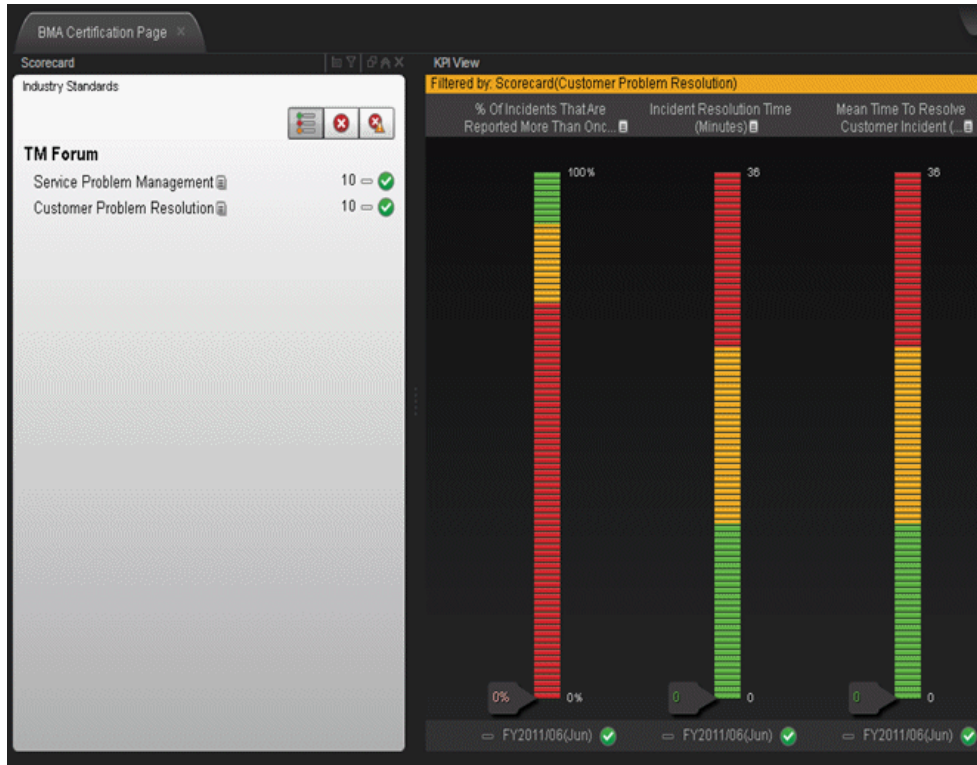 BMA Certification Page
Scorecard
Industry Standards
TM Forum
Service Problem Management 10
Customer Problem Resolution 10
KPI View
Filtered by: Scorecard(Customer Problem Resolution)
% Of Incidents That Are
Reported More Than Onc...
Incident Resolution Time
(Minutes)
Mean Time To Resolve
Customer Incident (...
100%
36
36
0%
0%
0
0
0
0
FY2011/06(Jun)
FY2011/06(Jun)
FY2011/06(Jun)